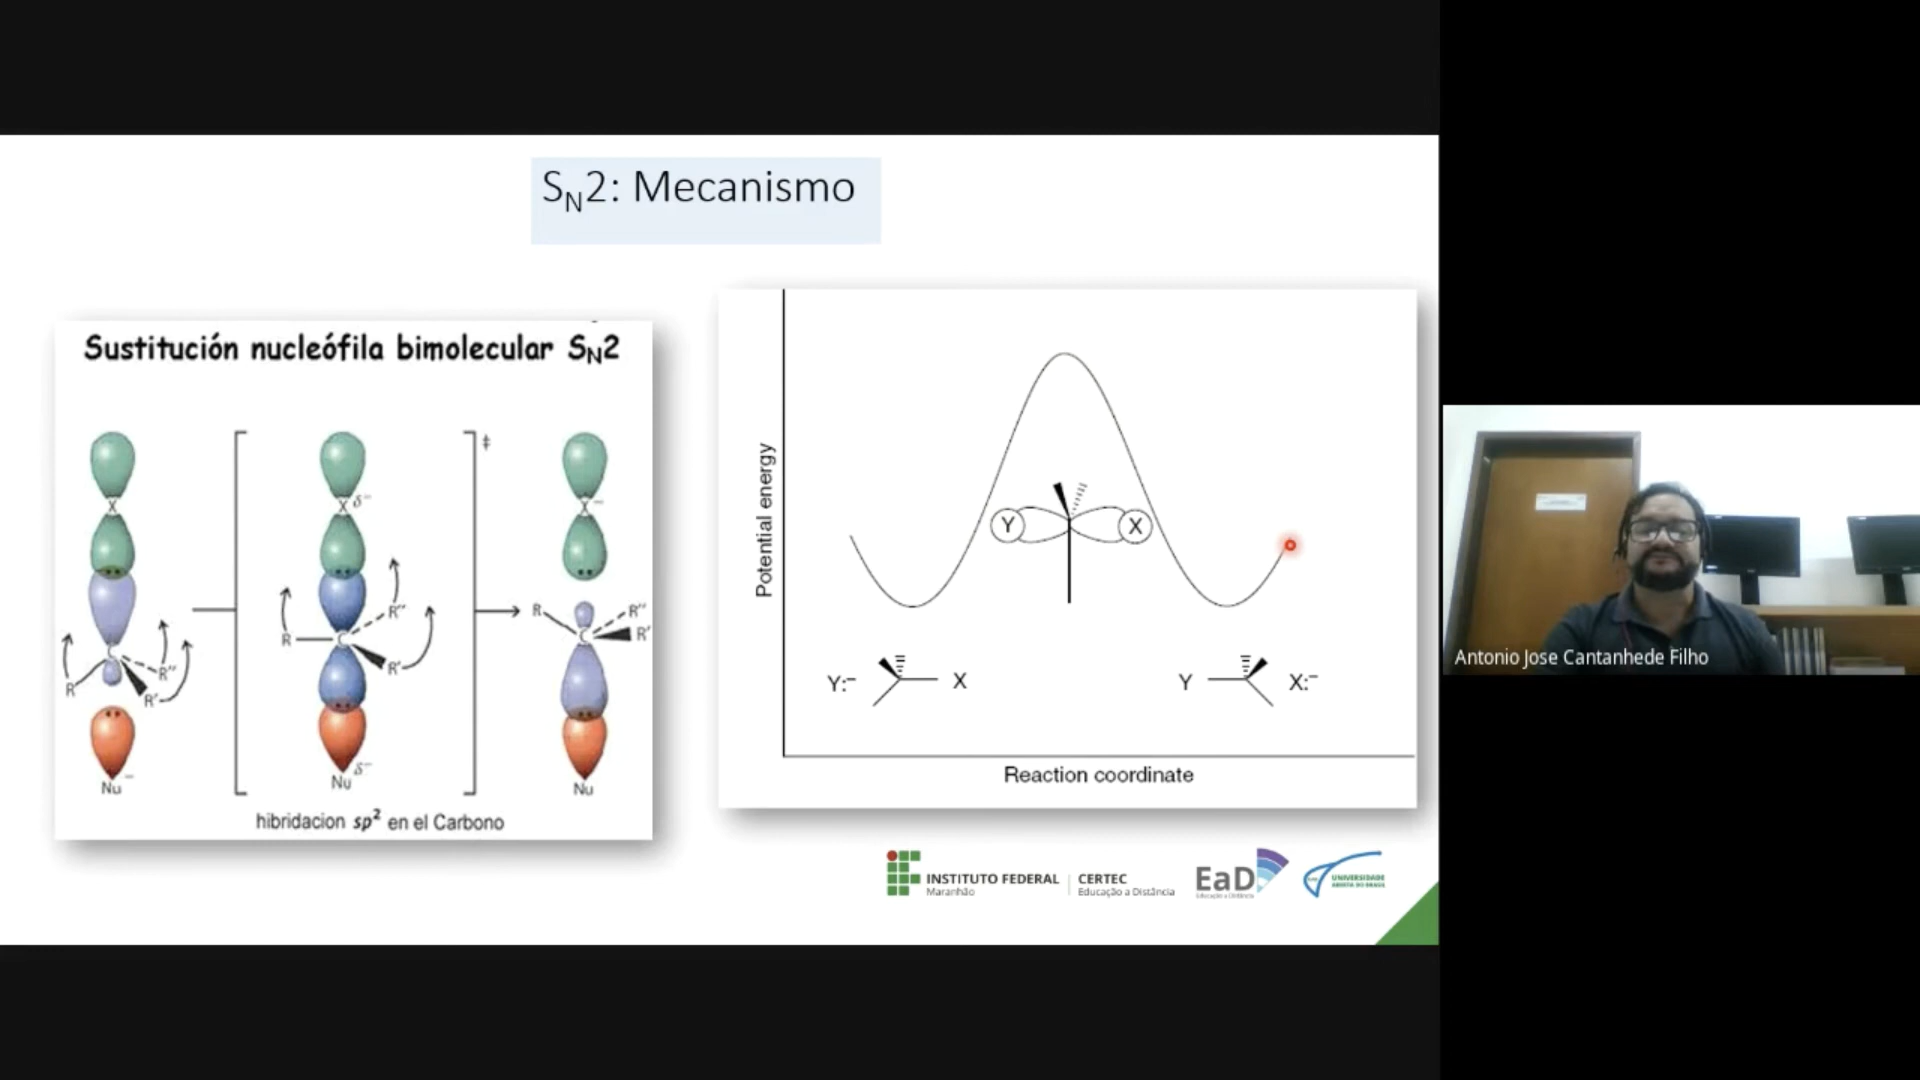 S_N2: Mecanismo
Sustitución nucleófila bimolecular S_N2
X
X δ⁻
X⁻
‡
R R'' R'
R R'' R'
R R'' R'
C
C
C
Nu⁻
Nu δ⁻
Nu
hibridacion sp² en el Carbono
Potential energy
Y X
Y:⁻ X
Y X:⁻
Reaction coordinate
INSTITUTO FEDERAL
Maranhão
CERTEC
Educação a Distância
EaD
Educação a Distância
UNIVERSIDADE
ABERTA DO BRASIL
Antonio Jose Cantanhede Filho